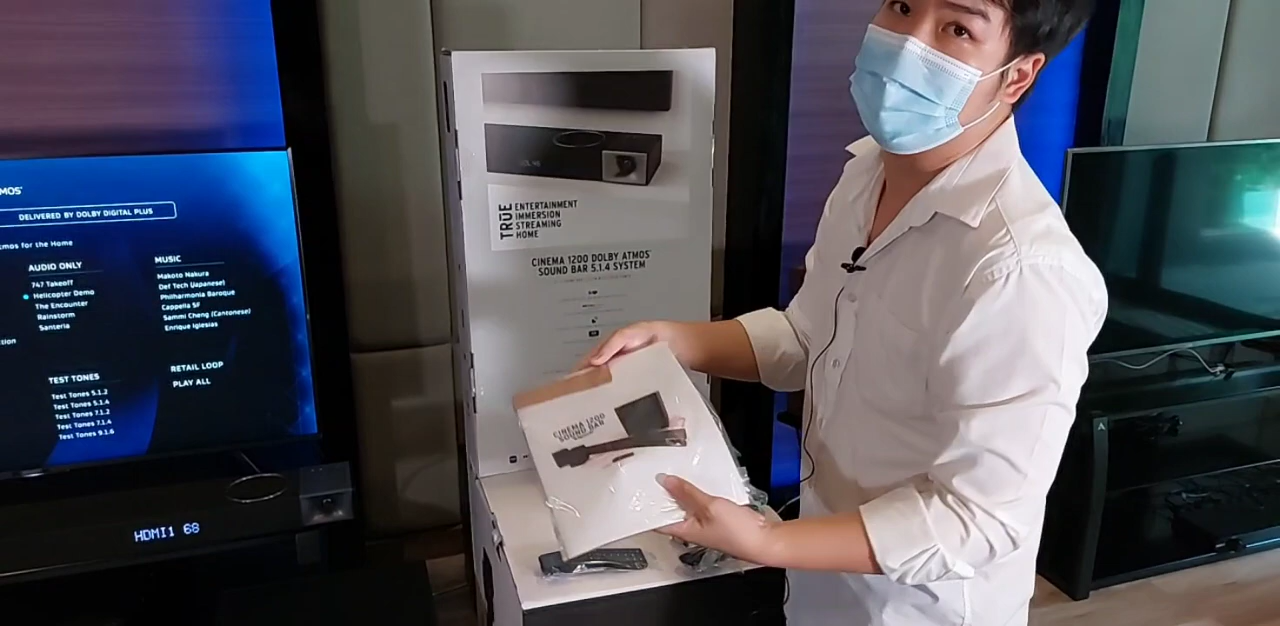 MOS
DELIVERED BY DOLBY DIGITAL PLUS
tmos for the Home
AUDIO ONLY
747 Takeoff
Helicopter Demo
The Encounter
Rainstorm
Santeria
MUSIC
Makoto Nakura
Def Tech (Japanese)
Philharmonia Baroque
Cappella SF
Sammi Cheng (Cantonese)
Enrique Iglesias
TEST TONES
Test Tones 5.1.2
Test Tones 5.1.4
Test Tones 7.1.2
Test Tones 7.1.4
Test Tones 9.1.6
RETAIL LOOP
PLAY ALL
HDMI1 68
TRUE
ENTERTAINMENT
IMMERSION
STREAMING
HOME
CINEMA 1200 DOLBY ATMOS
SOUND BAR 5.1.4 SYSTEM
CINEMA 1200
SOUND BAR